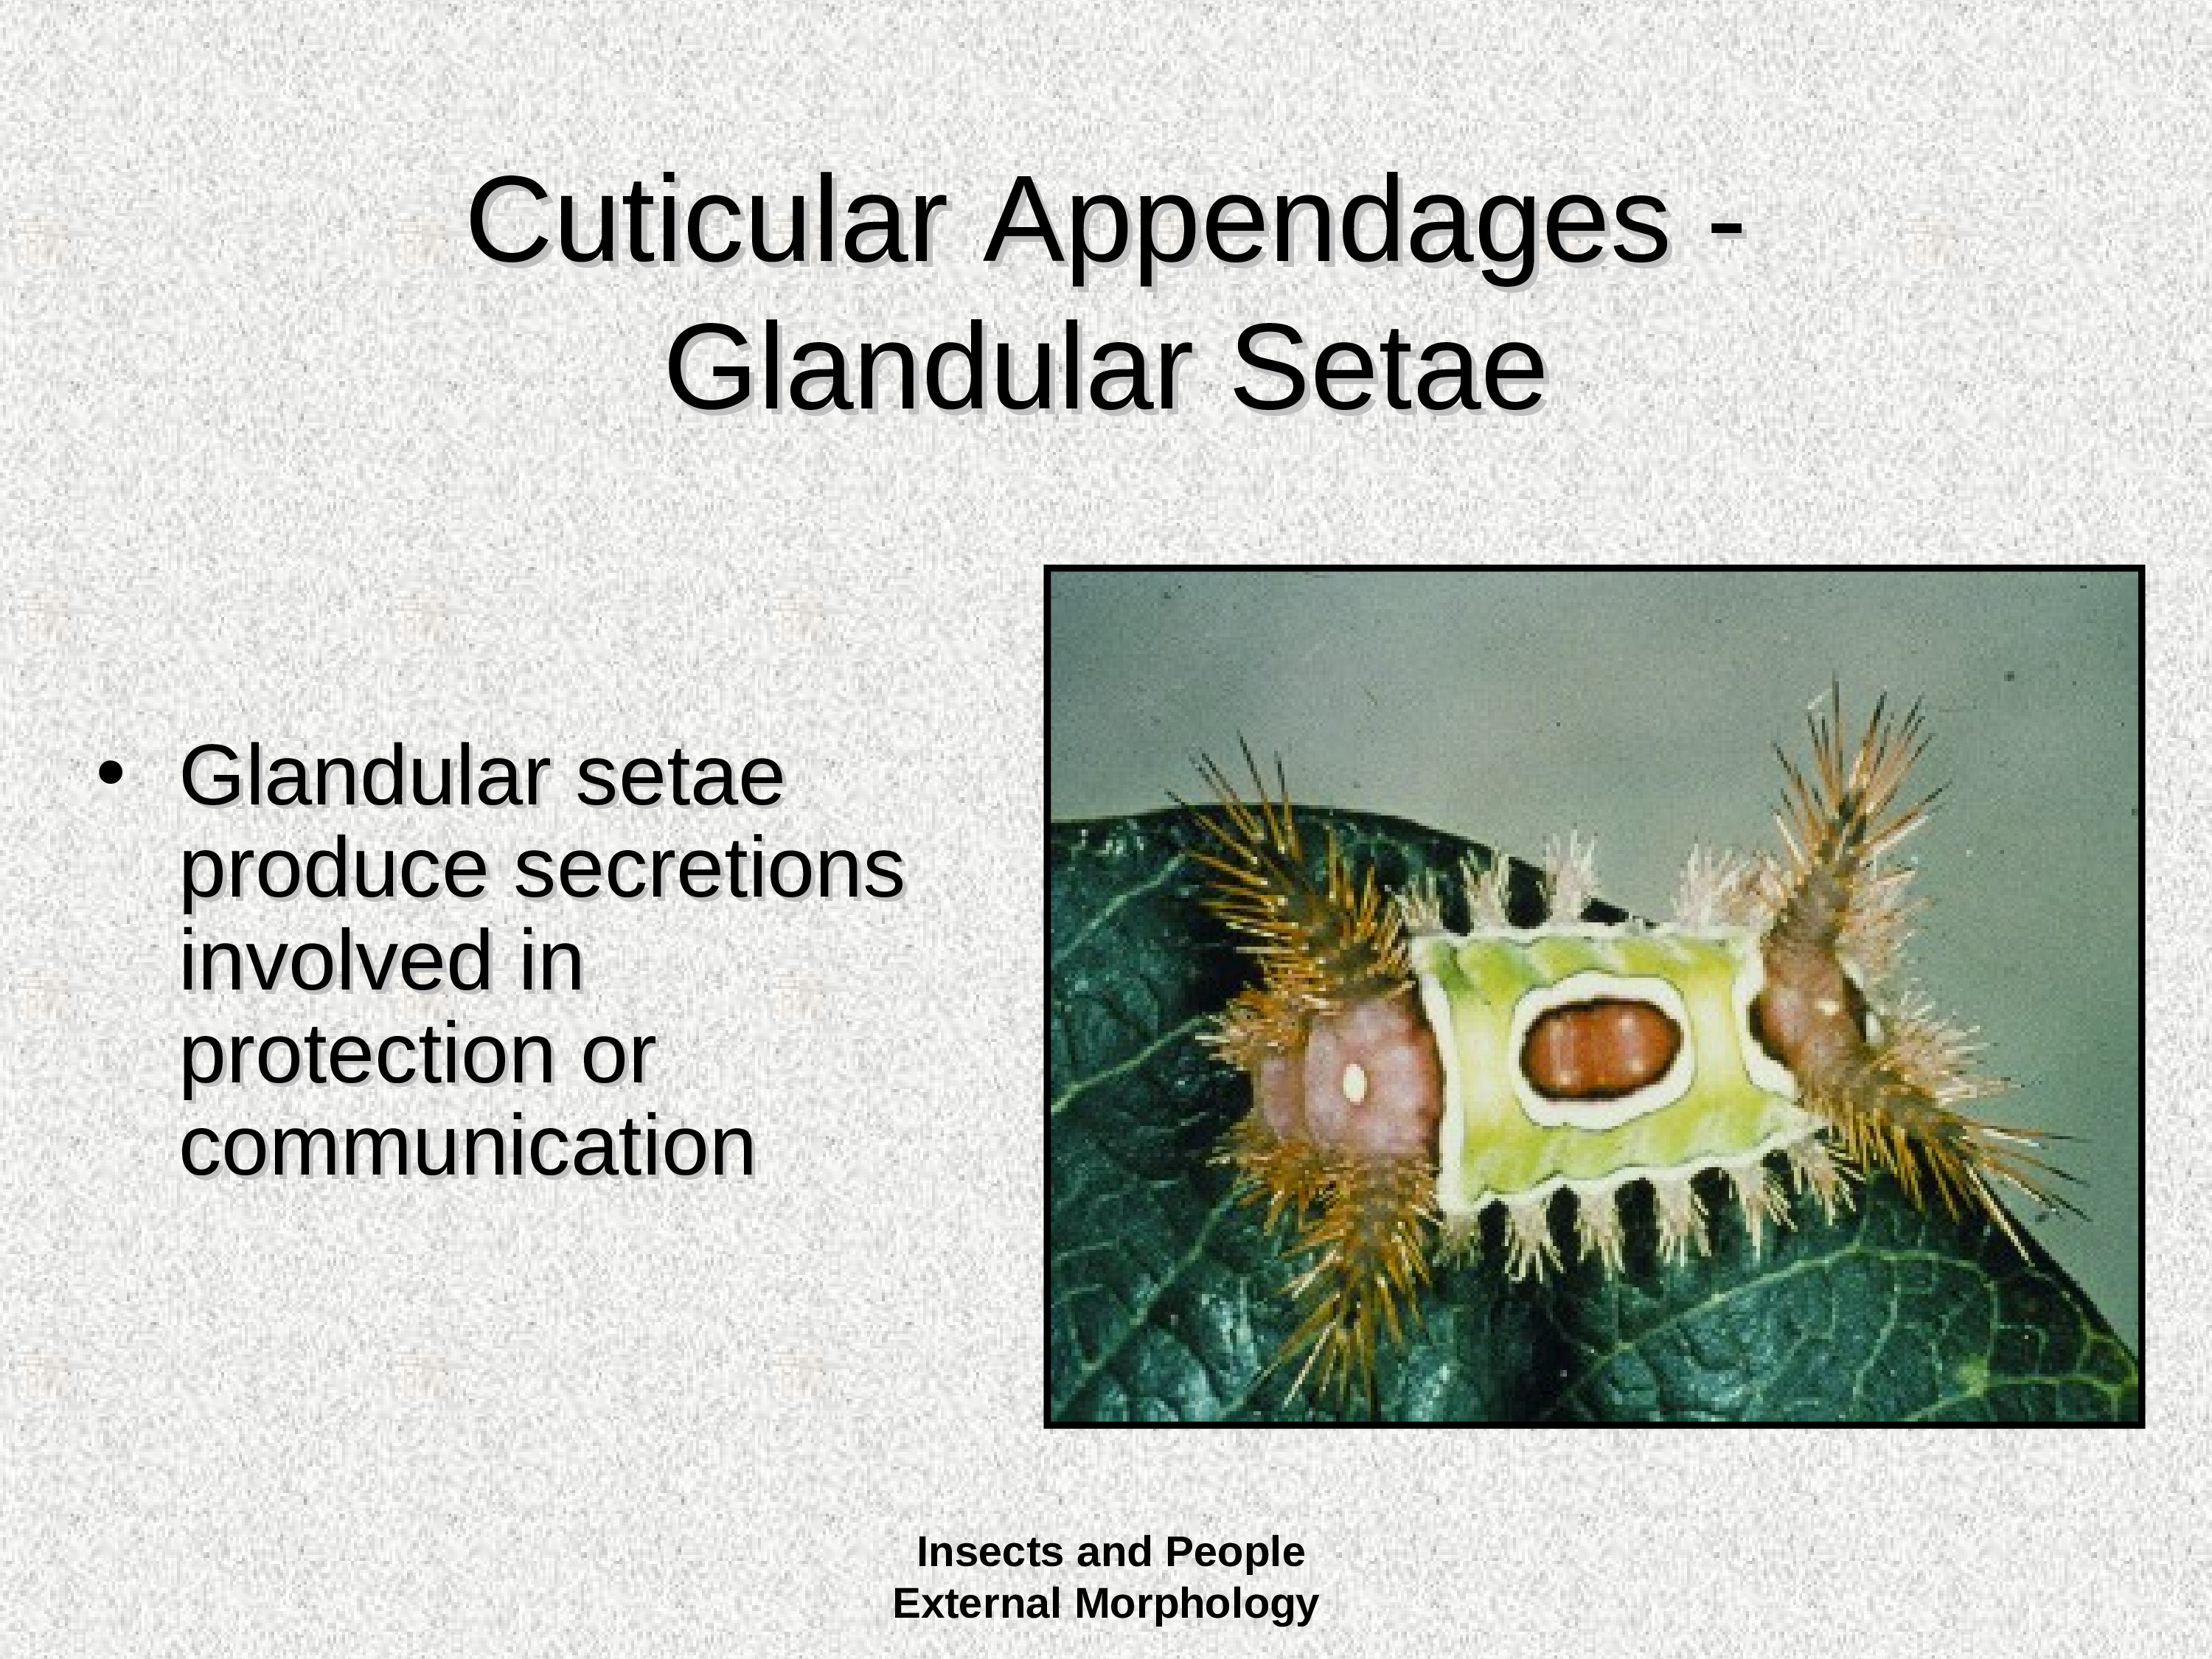 Cuticular Appendages -
Glandular Setae
• Glandular setae
produce secretions
involved in
protection or
communication
Insects and People
External Morphology